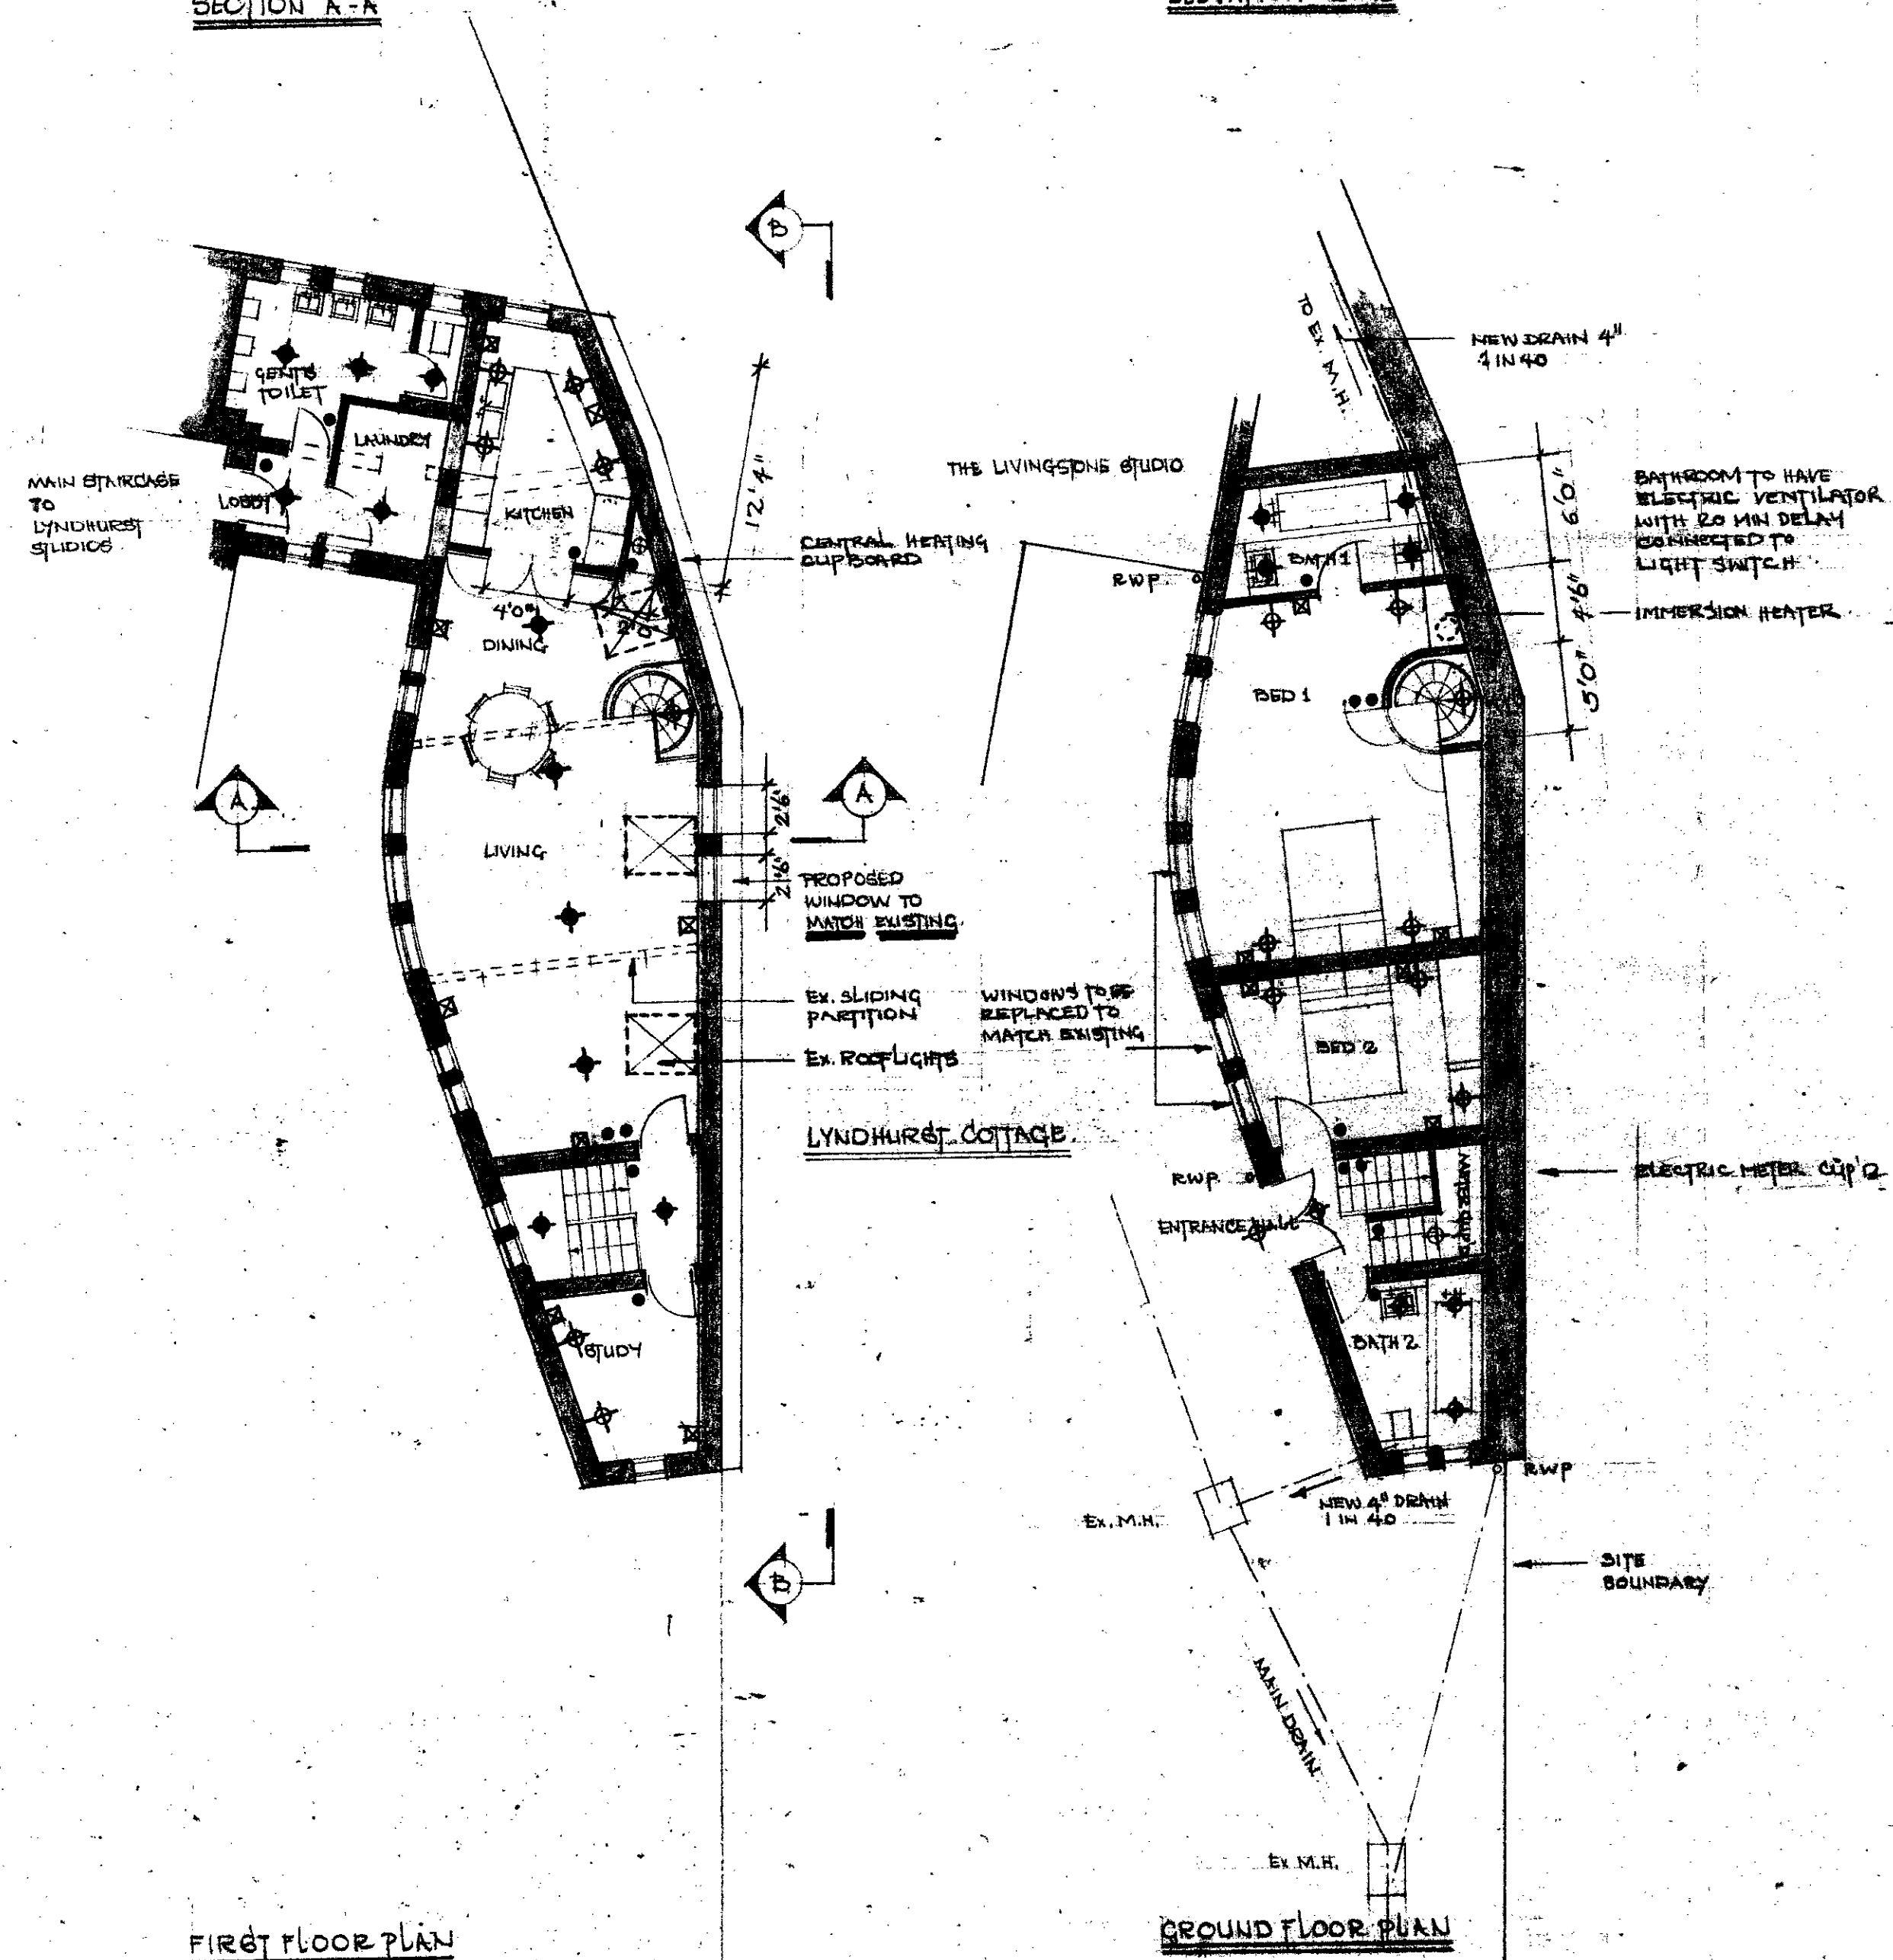 SECTION A-A
B
GENTS
TOILET
LAUNDRY
LOBBY
MAIN STAIRCASE
TO
LYNDHURST
STUDIOS
KITCHEN
12'4"
CENTRAL HEATING
CUPBOARD
4'0"
2'0"
DINING
A
A
LIVING
2'6"
2'6"
PROPOSED
WINDOW TO
MATCH EXISTING.
EX. SLIDING
PARTITION
EX. ROOFLIGHTS
LYNDHURST COTTAGE.
STUDY
B
FIRST FLOOR PLAN
TO EX. M.H.
NEW DRAIN 4"
1 IN 40
THE LIVINGSTONE STUDIO
BATHROOM TO HAVE
ELECTRIC VENTILATOR
WITH 20 MIN DELAY
CONNECTED TO
LIGHT SWITCH
6'0"
4'6"
5'0"
BATH 1
RWP
IMMERSION HEATER
BED 1
WINDOWS TO BE
REPLACED TO
MATCH EXISTING
BED 2
RWP
ENTRANCE HALL
METER CUP'D
ELECTRIC METER CUP'D
BATH 2
RWP
NEW 4" DRAIN
1 IN 40
Ex. M.H.
SITE
BOUNDARY
MAIN DRAIN
Ex M.H.
GROUND FLOOR PLAN